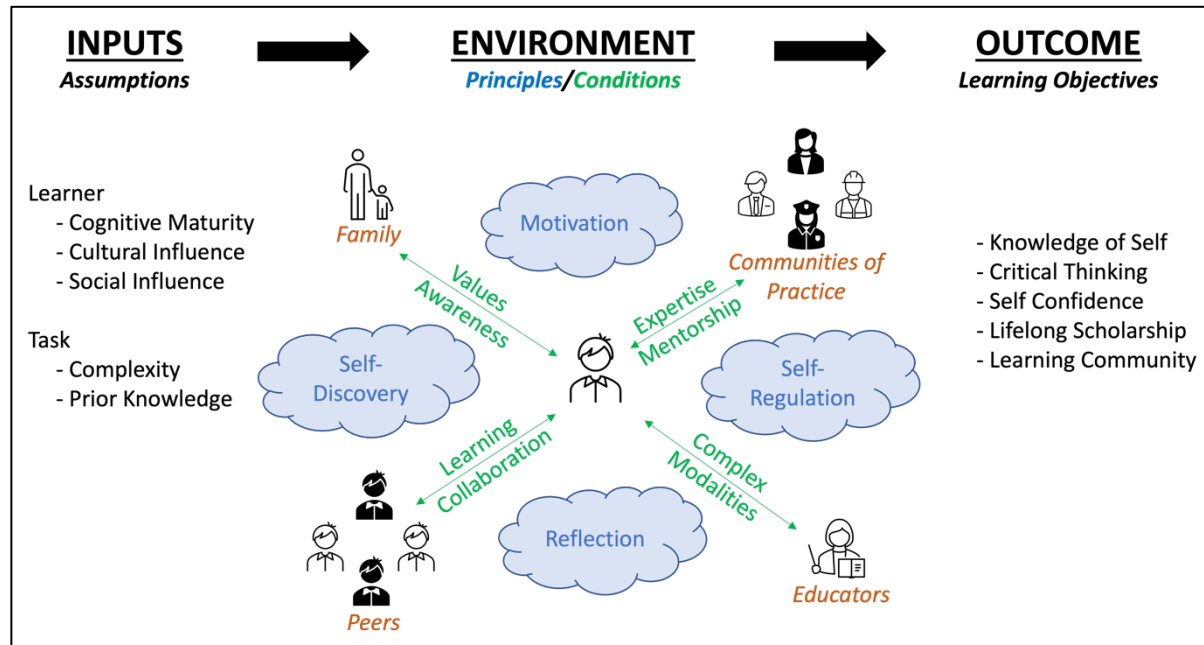 INPUTS
Assumptions
ENVIRONMENT
Principles/Conditions
OUTCOME
Learning Objectives
Learner
- Cognitive Maturity
- Cultural Influence
- Social Influence
Task
- Complexity
- Prior Knowledge
Family
Motivation
Communities of
Practice
Values
Awareness
Expertise
Mentorship
Self-
Discovery
Self-
Regulation
Learning
Collaboration
Complex
Modalities
Reflection
Peers
Educators
- Knowledge of Self
- Critical Thinking
- Self Confidence
- Lifelong Scholarship
- Learning Community